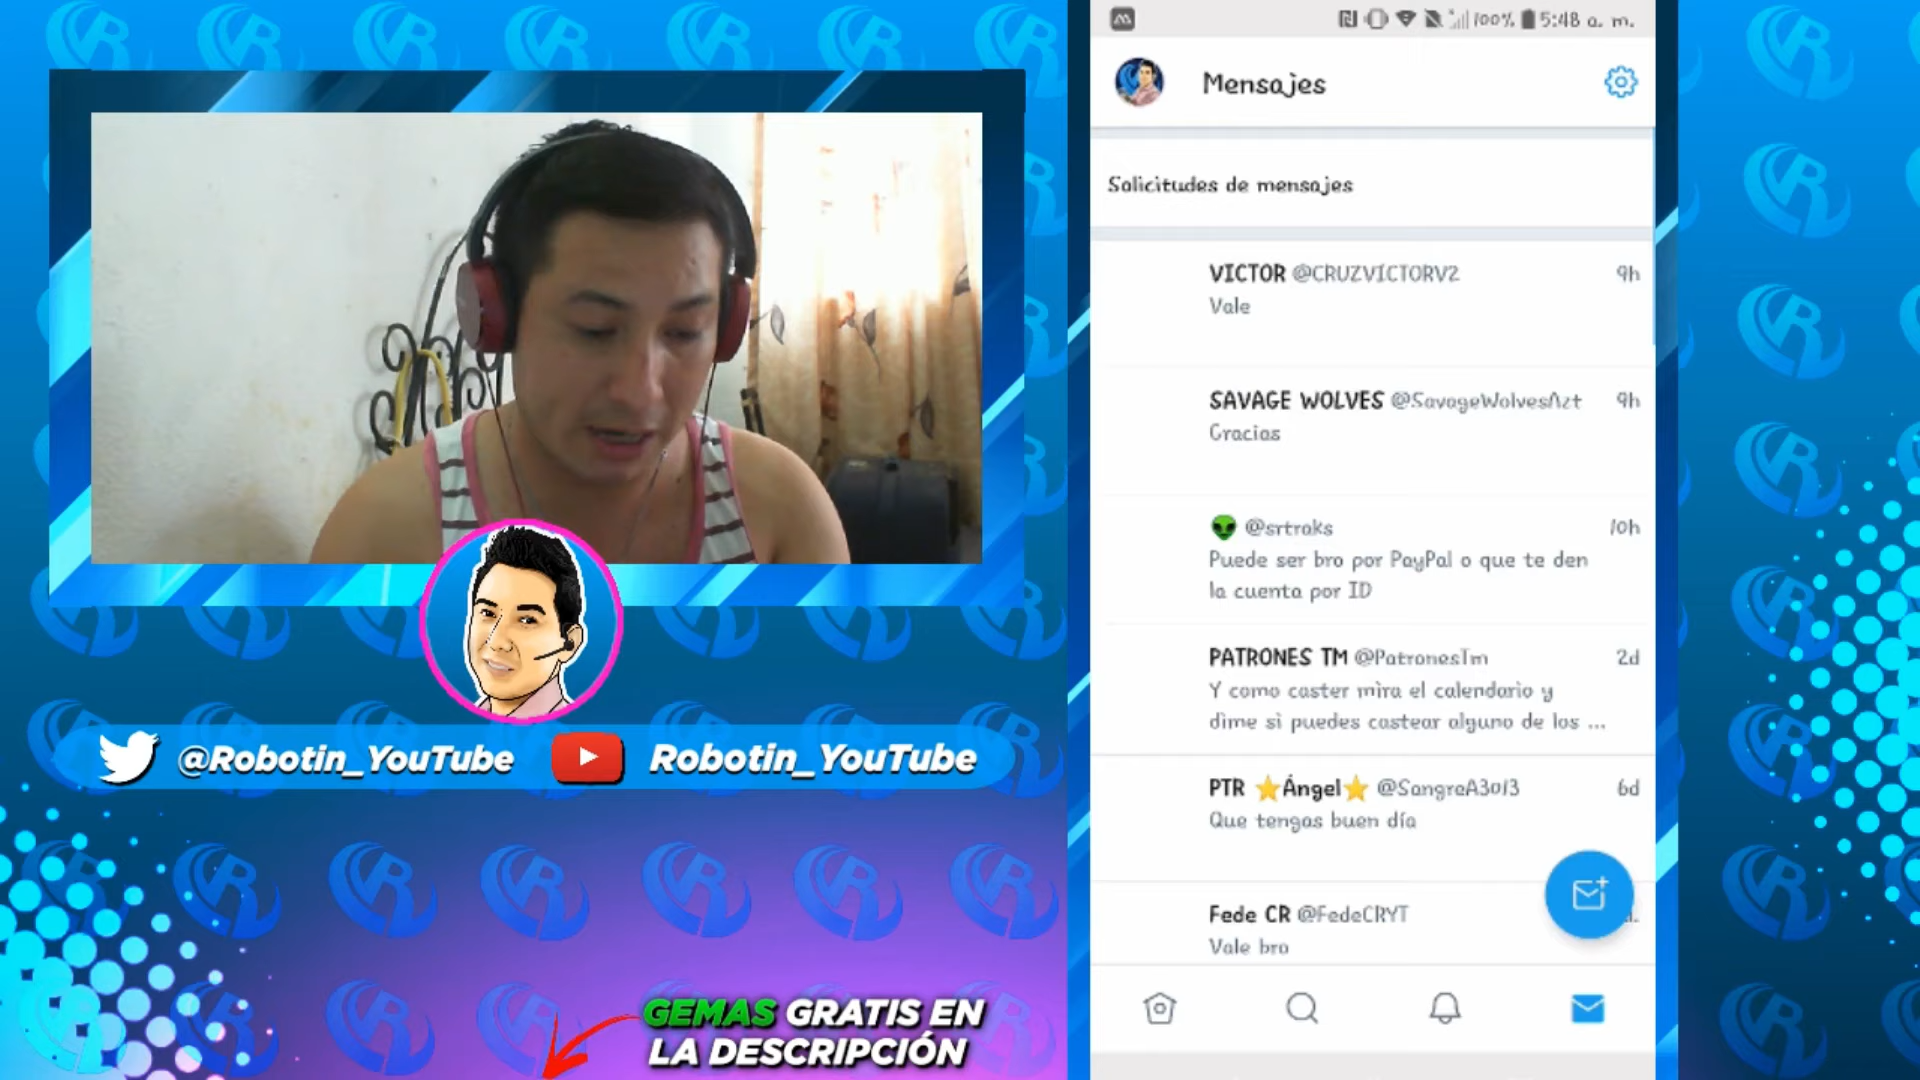 100% 5:48 a. m.
Mensajes
Solicitudes de mensajes
VICTOR @CRUZVICTORV2 9h
Vale
SAVAGE WOLVES @SavageWolvesAzt 9h
Gracias
👽 @srtraks 10h
Puede ser bro por PayPal o que te den
la cuenta por ID
PATRONES TM @PatronesTm 2d
Y como caster mira el calendario y
dime si puedes castear alguno de los ...
PTR ⭐Ángel⭐ @SangreA3013 6d
Que tengas buen día
Fede CR @FedeCRYT
Vale bro
@Robotin_YouTube Robotin_YouTube
GEMAS GRATIS EN
LA DESCRIPCIÓN